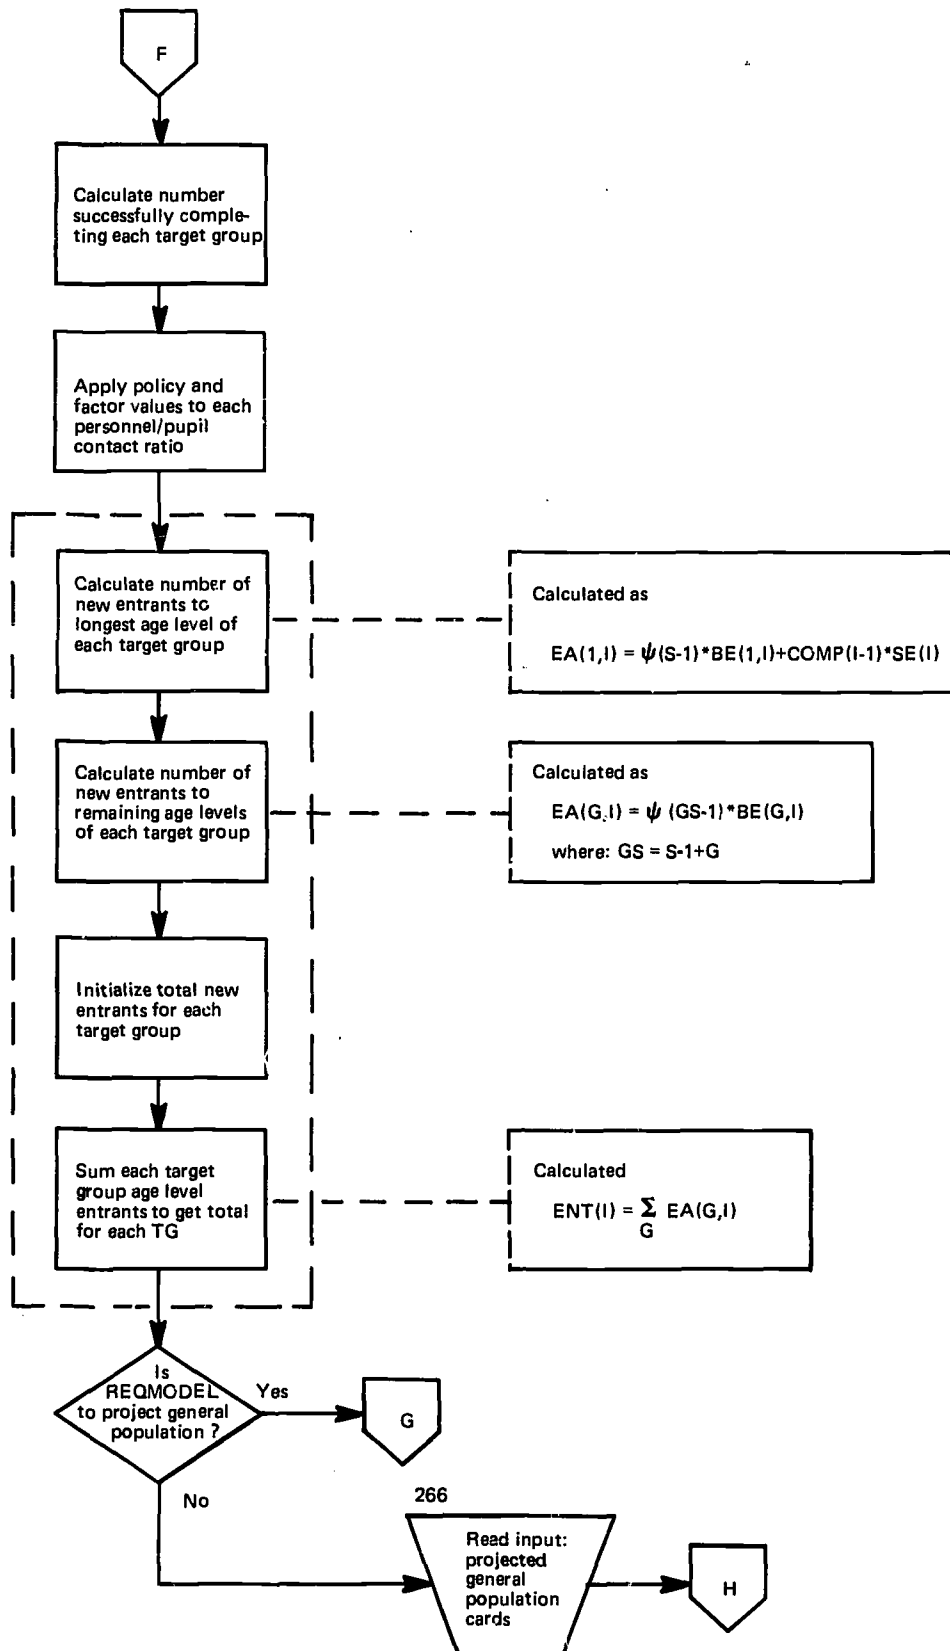 F
Calculate number
successfully comple-
ting each target group
Apply policy and
factor values to each
personnel/pupil
contact ratio
Calculate number of
new entrants to
longest age level of
each target group
Calculated as
EA(1,I) = ψ(S-1)*BE(1,I)+COMP(I-1)*SE(I)
Calculate number of
new entrants to
remaining age levels
of each target group
Calculated as
EA(G,I) = ψ (GS-1)*BE(G,I)
where: GS = S-1+G
Initialize total new
entrants for each
target group
Sum each target
group age level
entrants to get total
for each TG
Calculated
ENT(I) = Σ EA(G,I)
G
Is
REQMODEL
to project general
population ?
Yes
G
No
266
Read input:
projected
general
population
cards
H